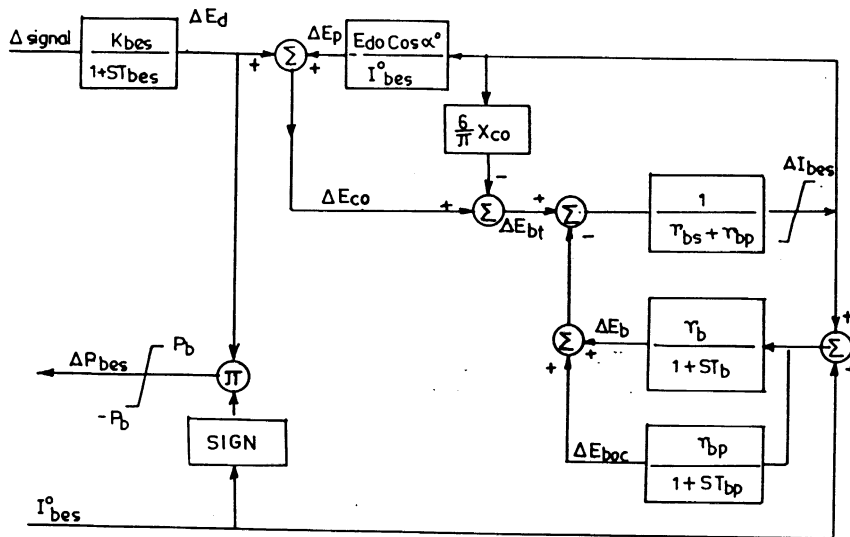 Δ signal
Kbes
1+STbes
ΔEd
Σ
+
+
ΔEp
- Edo Cos α°
I°bes
6/π Xco
-
ΔEco
+
Σ
ΔEbt
+
Σ
-
1
rbs + rbp
ΔIbes
+
Σ
+
rb
1+STb
ΔEb
Σ
+
+
ΔEboc
rbp
1+STbp
ΔPbes
Pb
-Pb
π
SIGN
I°bes